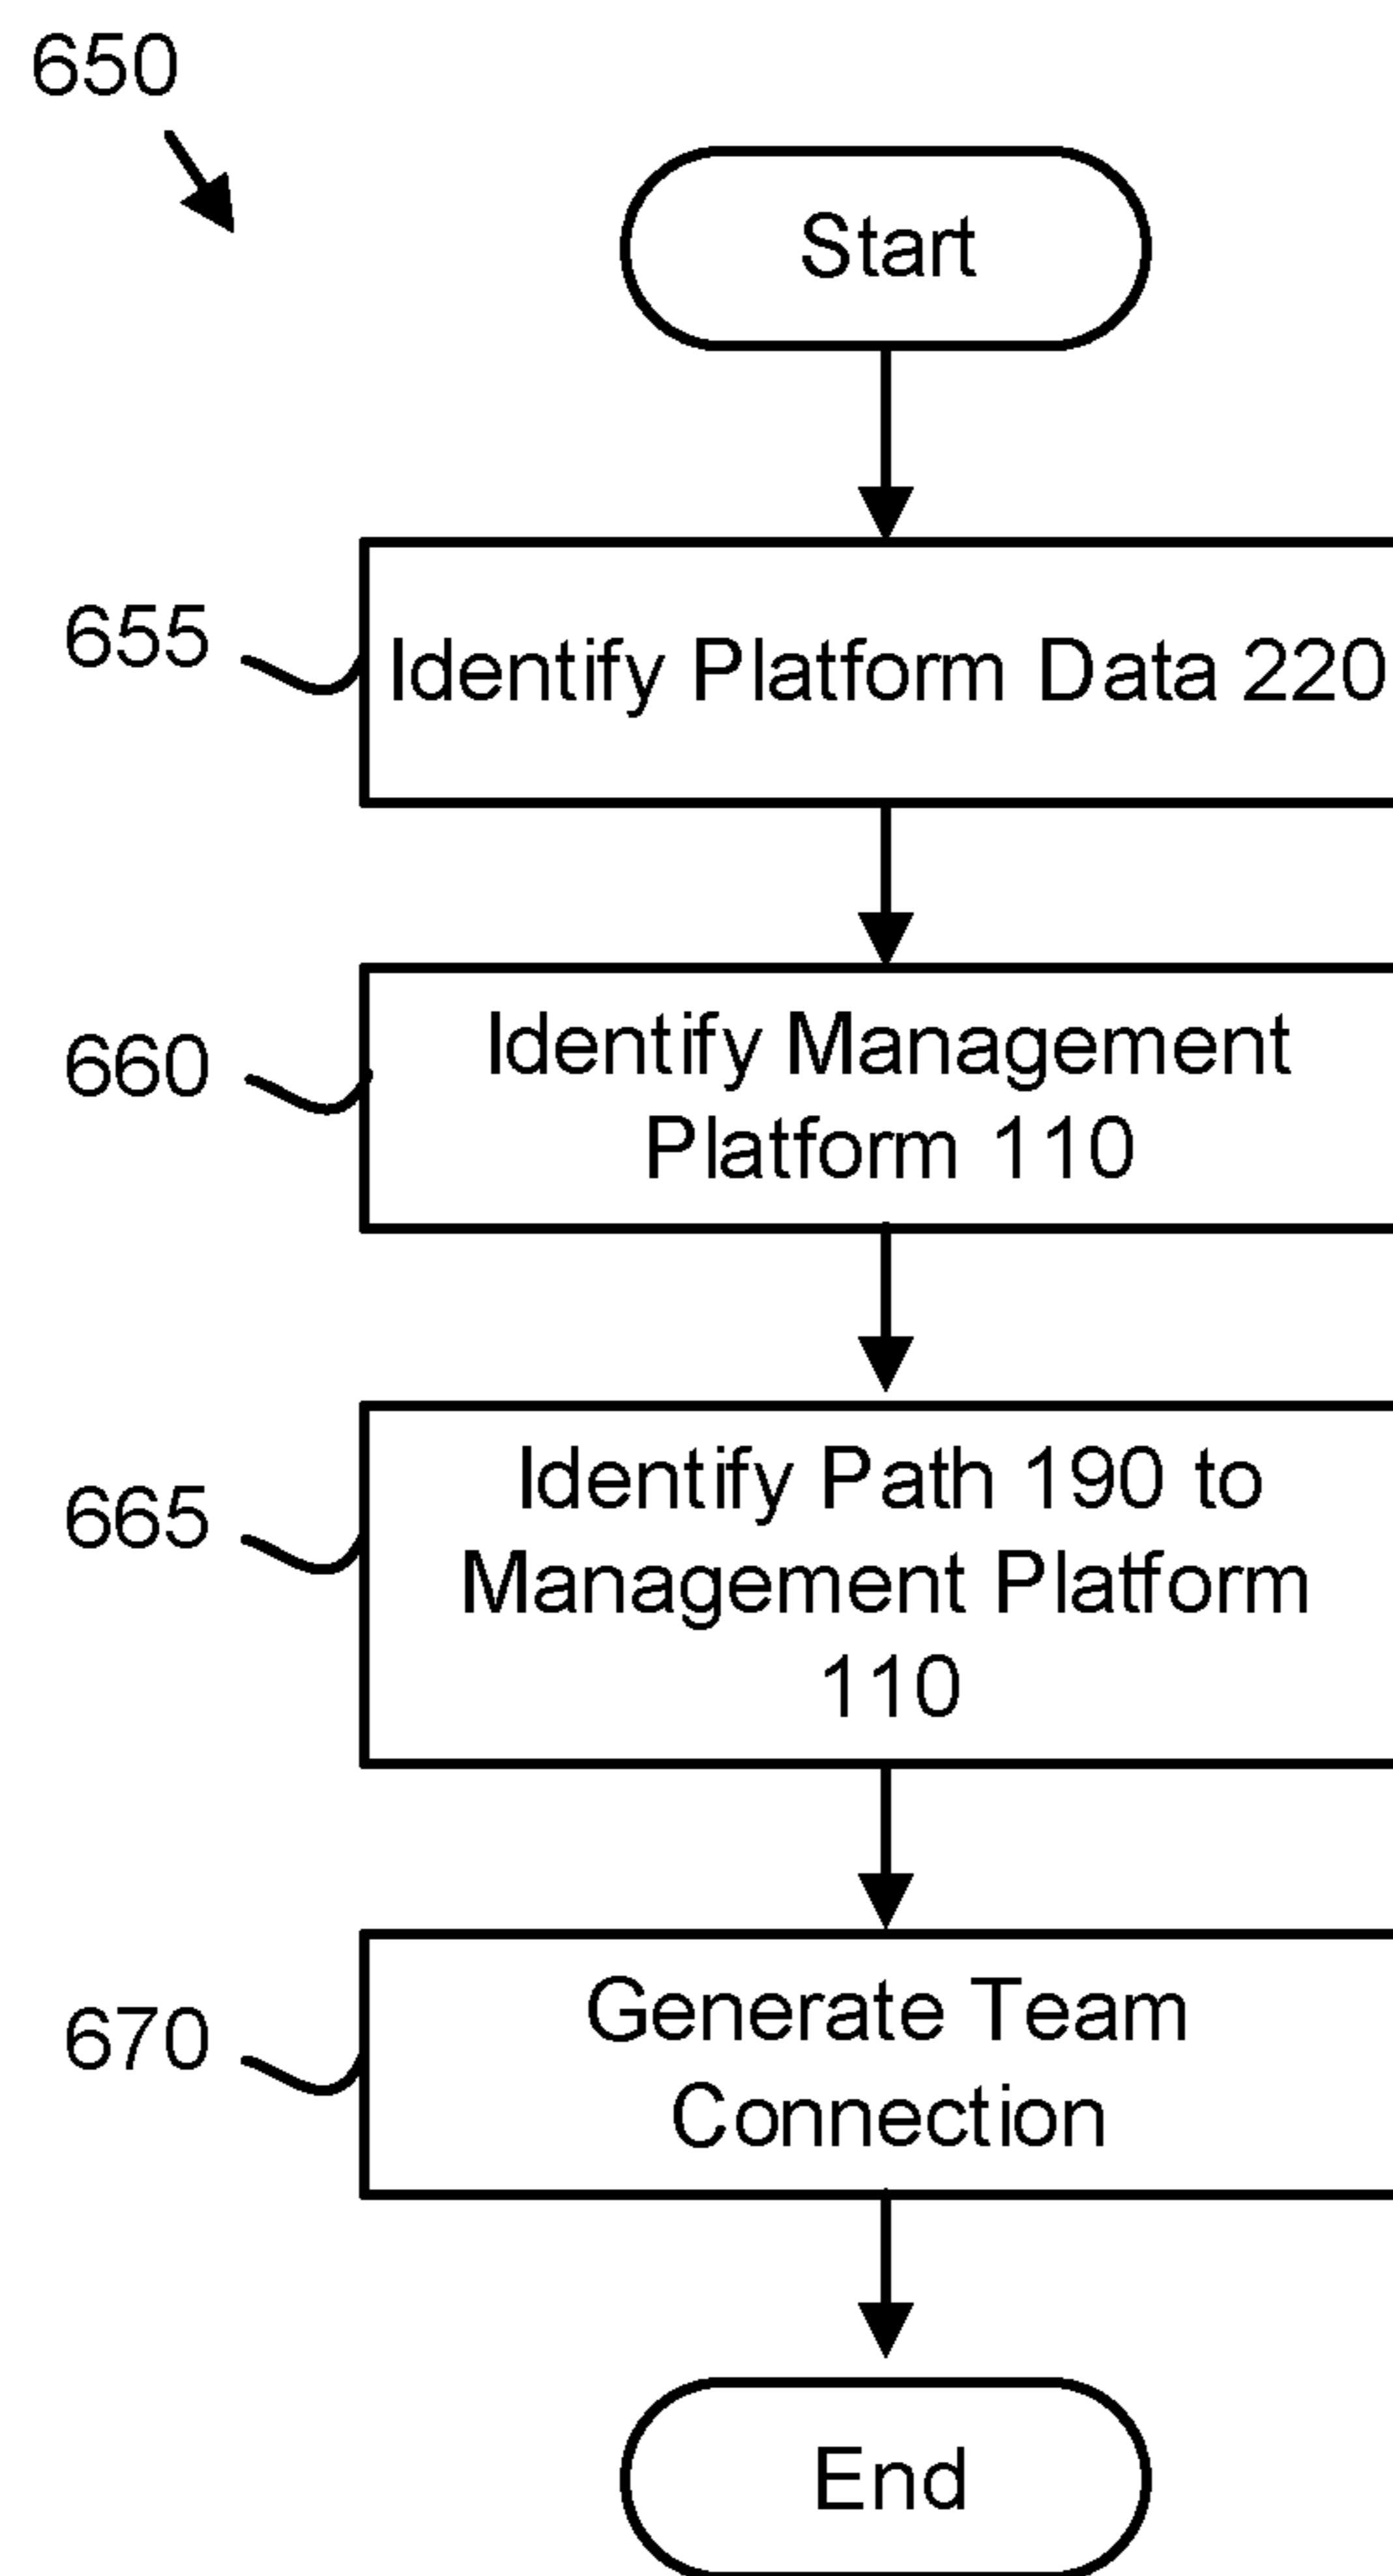 650
Start
655
Identify Platform Data 220
660
Identify Management
Platform 110
665
Identify Path 190 to
Management Platform
110
670
Generate Team
Connection
End